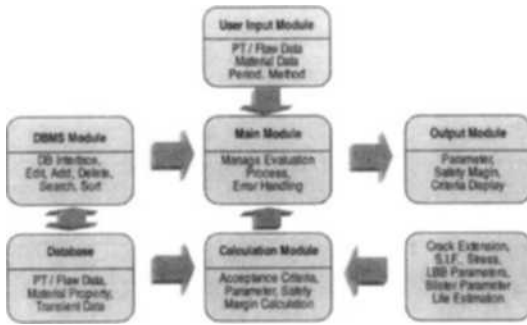 User Input Module
PT / Flaw Data
Material Data
Period, Method
DBMS Module
DB Interface,
Edit, Add, Delete,
Search, Sort
Main Module
Manage Evaluation
Process,
Error Handling
Output Module
Parameter,
Safety Magin,
Criteria Display
Database
PT / Flaw Data,
Material Property,
Transient Data
Calculation Module
Acceptance Criteria,
Parameter, Safety
Margin Calculation
Crack Extension,
S.I.F., Stress,
LBB Parameters,
Blister Parameter
Life Estimation